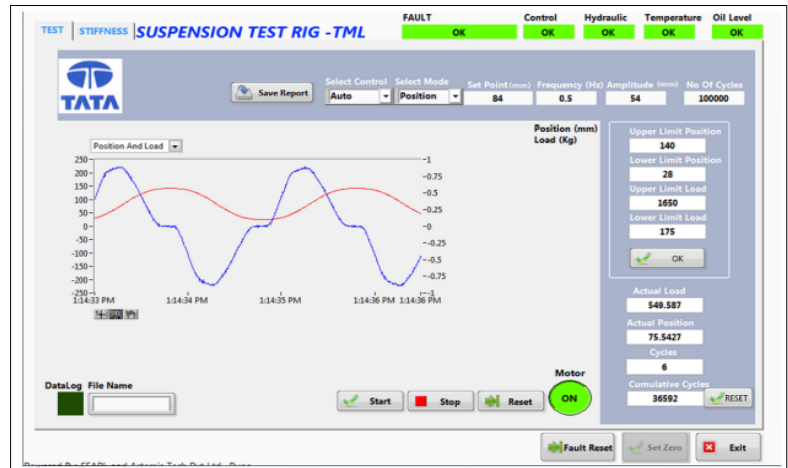 FAULT Control Hydraulic Temperature Oil Level
TEST STIFFNESS SUSPENSION TEST RIG -TML
OK OK OK OK OK
TATA
Save Report
Select Control Select Mode Set Point(mm) Frequency (Hz) Amplitude (mm) No Of Cycles
Auto Position 84 0.5 54 100000
Position (mm)
Load (Kg)
Position And Load
250
200
150
100
50
0
-50
-100
-150
-200
-250
-1
-0.75
-0.5
-0.25
-0
--0.25
--0.5
--0.75
--1
1:14:33 PM 1:14:34 PM 1:14:35 PM 1:14:36 PM 1:14:36 PM
Upper Limit Position
140
Lower Limit Position
28
Upper Limit Load
1650
Lower Limit Load
175
OK
Actual Load
549.587
Actual Position
75.5427
Cycles
6
Cumulative Cycles
36592 RESET
DataLog File Name
Start Stop Reset
Motor
ON
Fault Reset Set Zero Exit